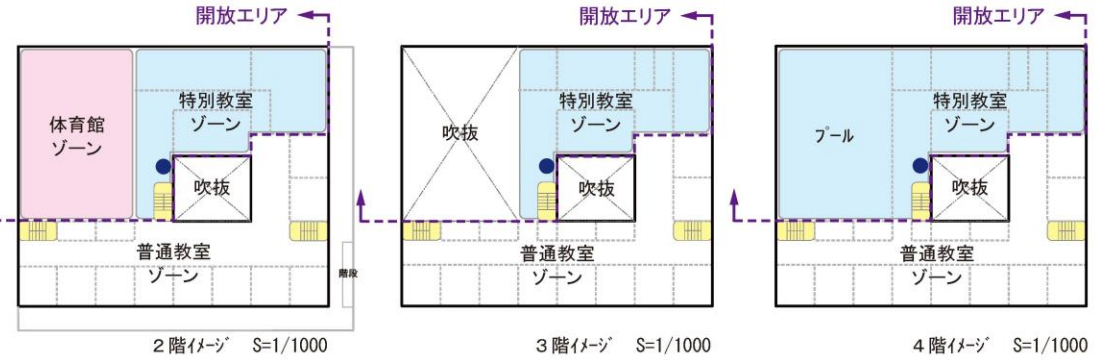 開放エリア
体育館
ゾーン
特別教室
ゾーン
吹抜
普通教室
ゾーン
階段
2階イメージ S=1/1000
開放エリア
吹抜
特別教室
ゾーン
吹抜
普通教室
ゾーン
3階イメージ S=1/1000
開放エリア
プール
特別教室
ゾーン
吹抜
普通教室
ゾーン
4階イメージ S=1/1000